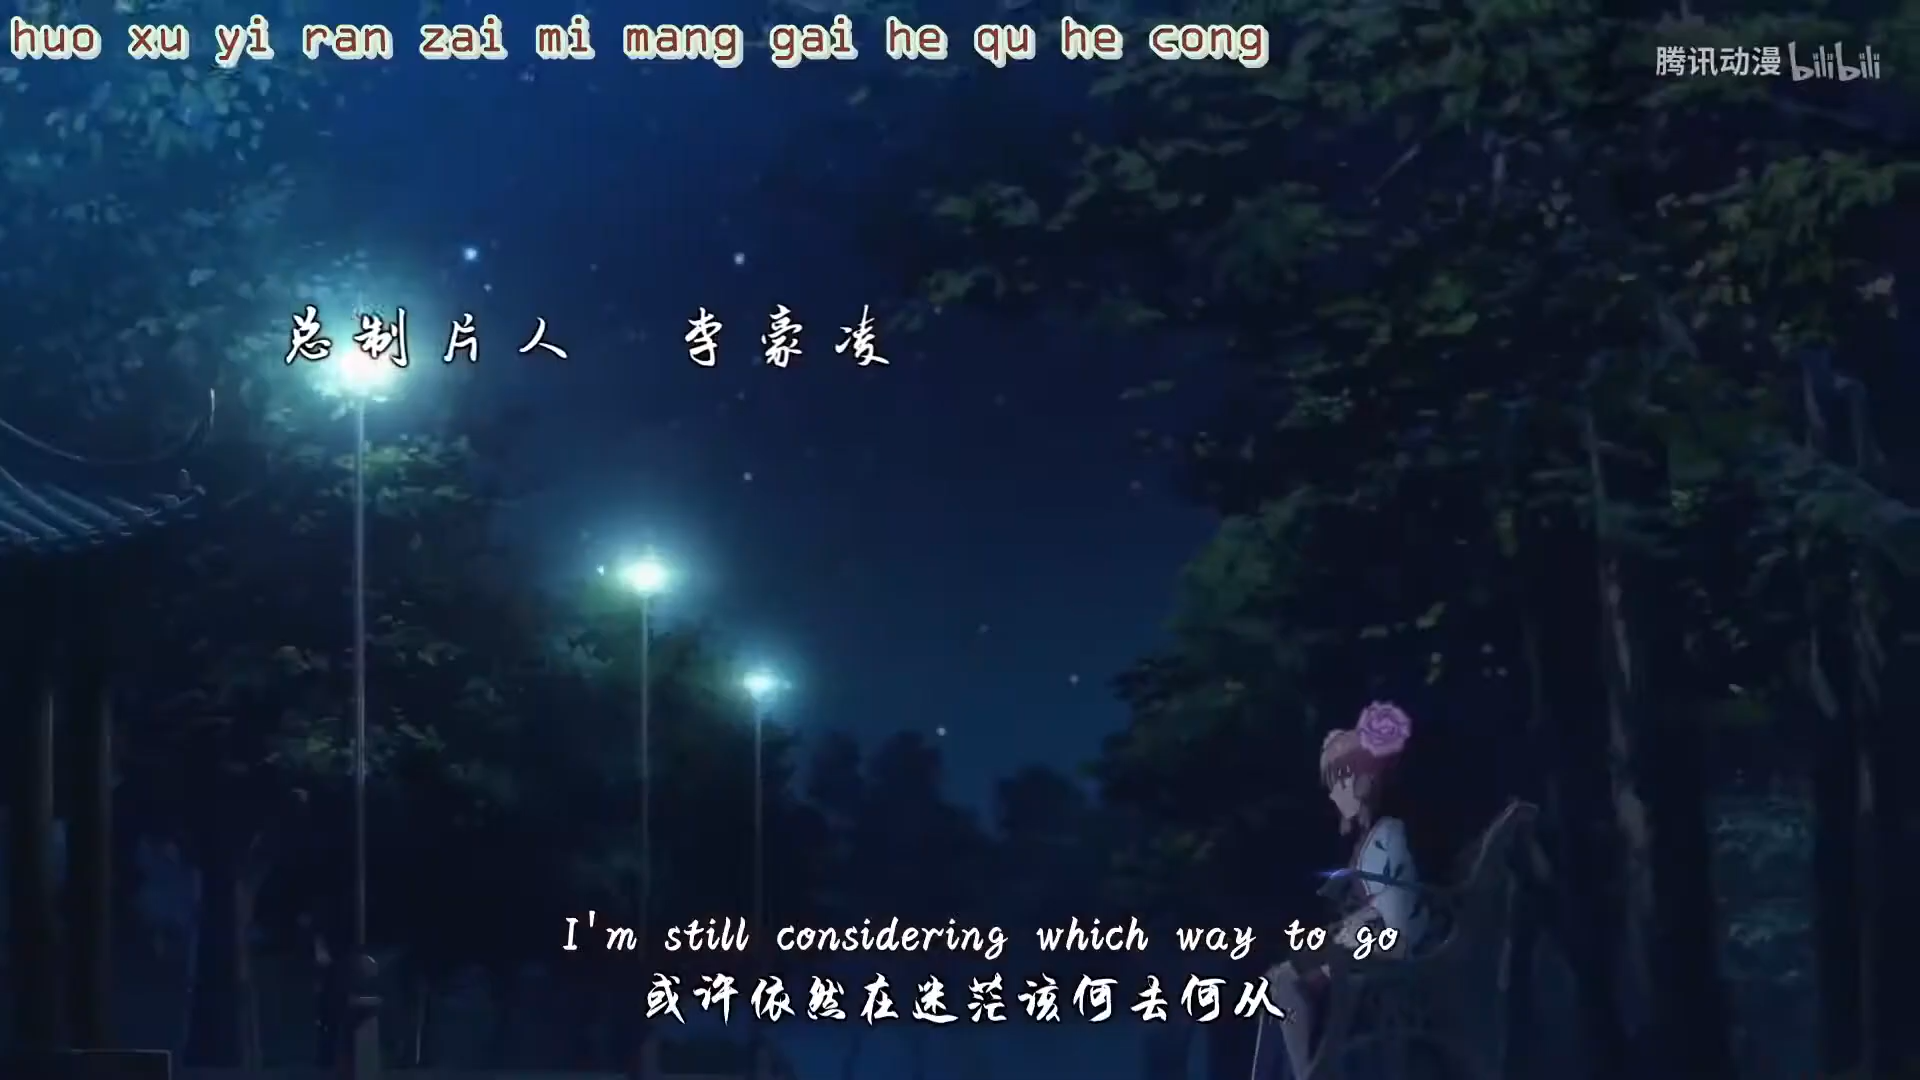 huo xu yi ran zai mi mang gai he qu he cong
腾讯动漫 bilibili
总制片人 李豪凌
I'm still considering which way to go
或许依然在迷茫该何去何从